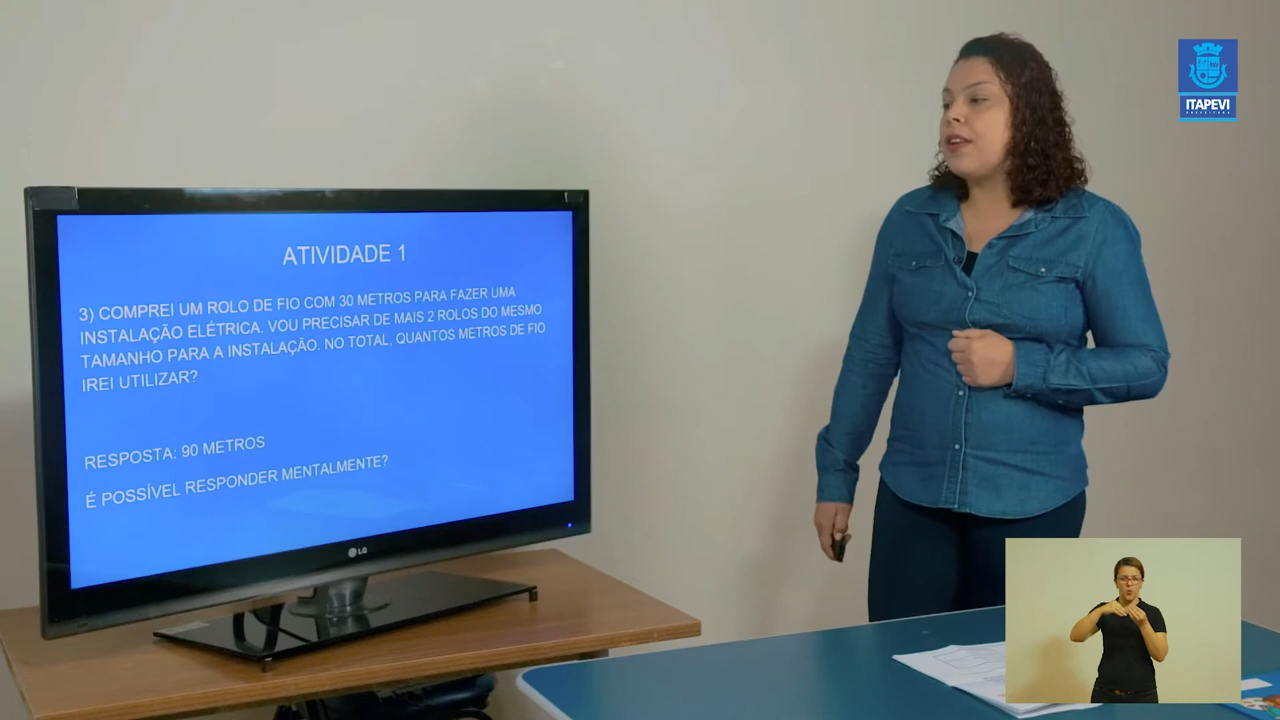 ITAPEVI
PREFEITURA
ATIVIDADE 1
3) COMPREI UM ROLO DE FIO COM 30 METROS PARA FAZER UMA
INSTALAÇÃO ELÉTRICA. VOU PRECISAR DE MAIS 2 ROLOS DO MESMO
TAMANHO PARA A INSTALAÇÃO. NO TOTAL, QUANTOS METROS DE FIO
IREI UTILIZAR?
RESPOSTA: 90 METROS
É POSSÍVEL RESPONDER MENTALMENTE?
LG